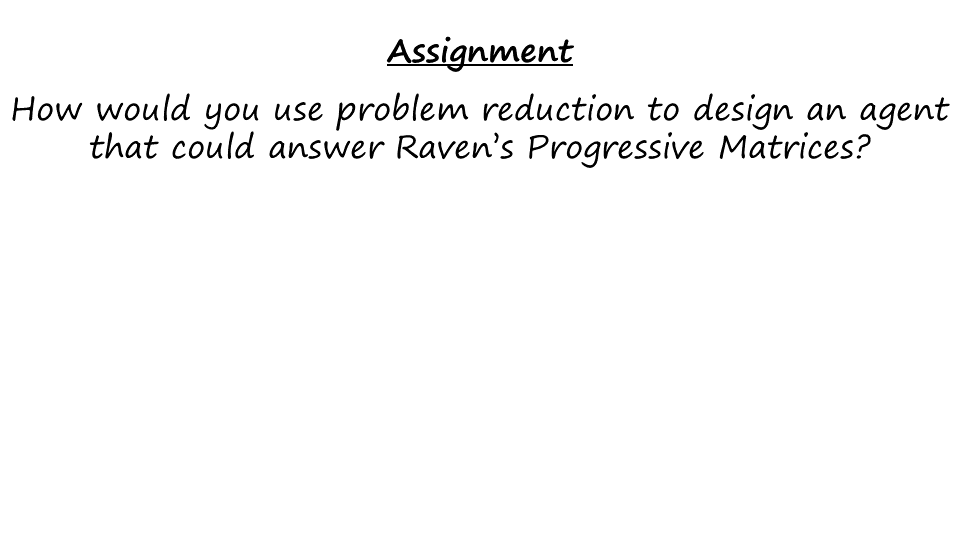 Assignment
How would you use problem reduction to design an agent
that could answer Raven’s Progressive Matrices?